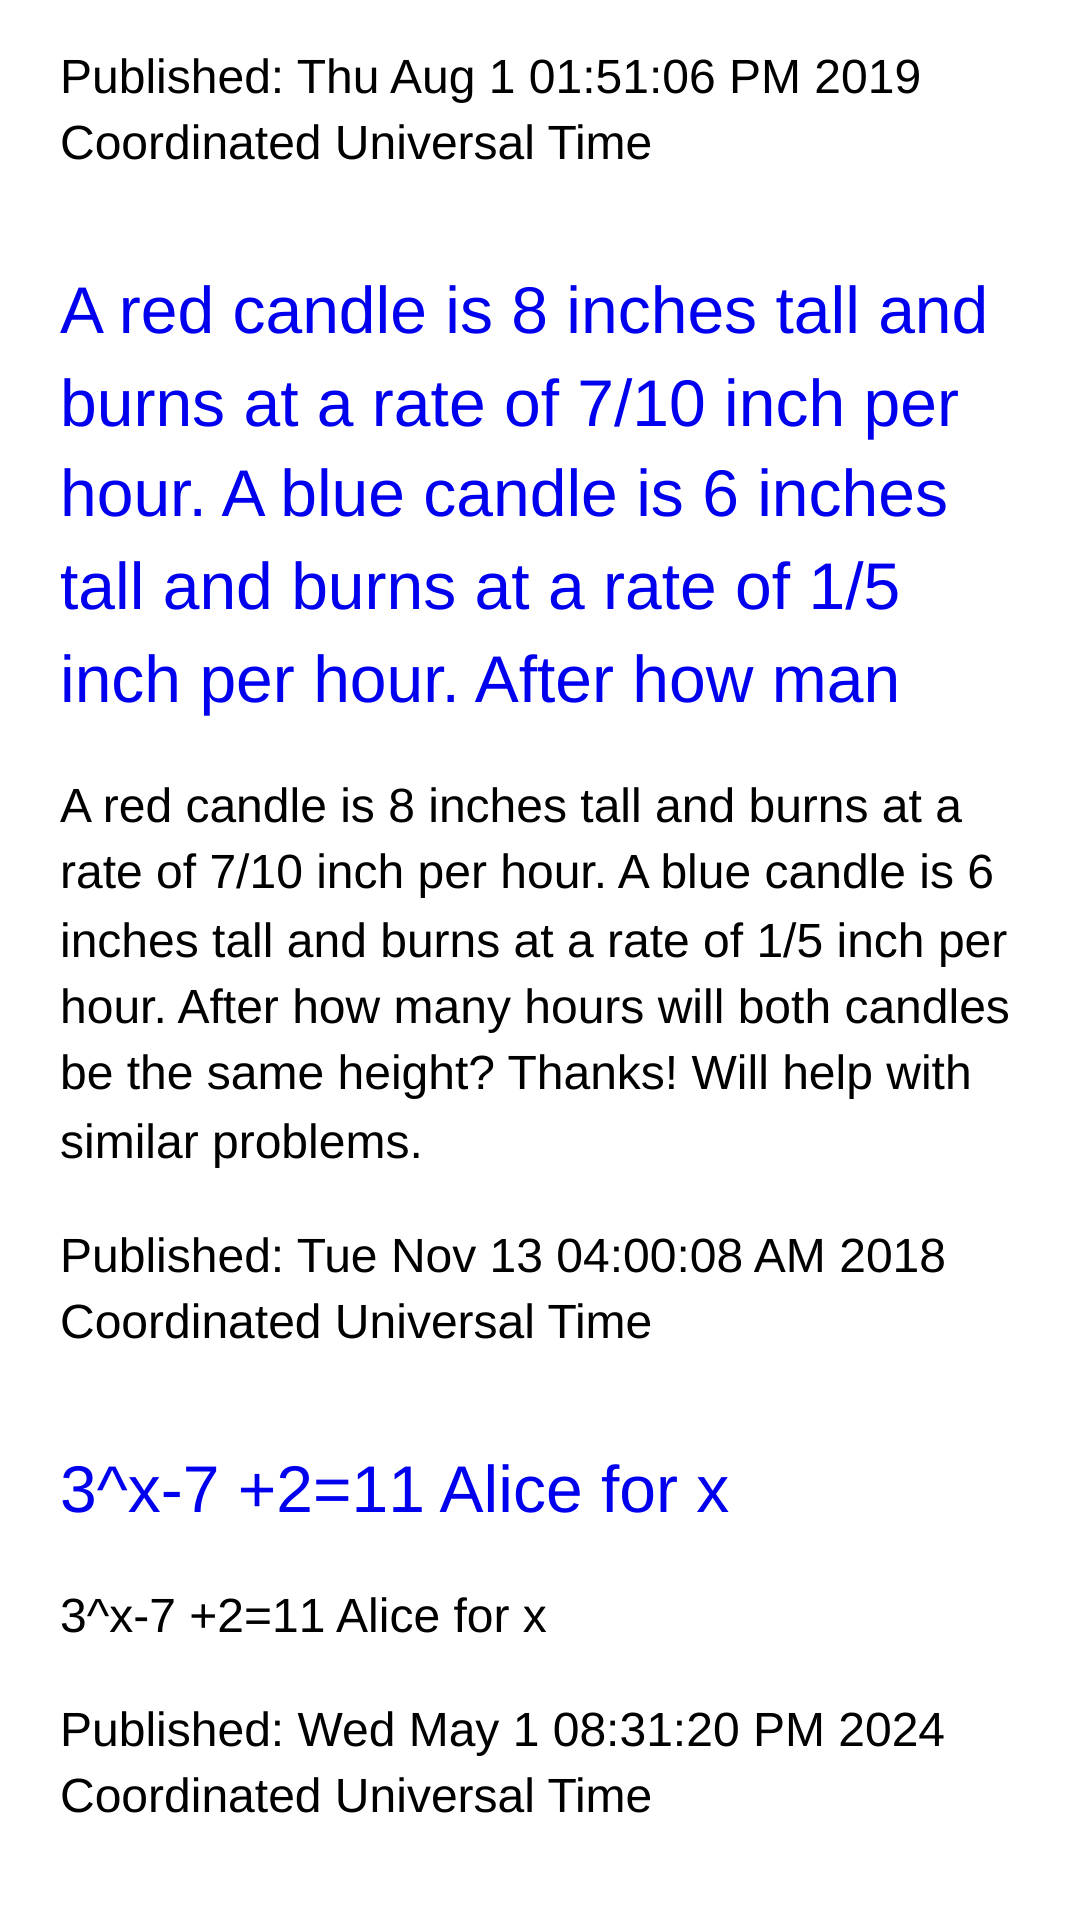 Published: Thu Aug 1 01:51:06 PM 2019
Coordinated Universal Time
A red candle is 8 inches tall and
burns at a rate of 7/10 inch per
hour. A blue candle is 6 inches
tall and burns at a rate of 1/5
inch per hour. After how man
A red candle is 8 inches tall and burns at a
rate of 7/10 inch per hour. A blue candle is 6
inches tall and burns at a rate of 1/5 inch per
hour. After how many hours will both candles
be the same height? Thanks! Will help with
similar problems.
Published: Tue Nov 13 04:00:08 AM 2018
Coordinated Universal Time
3^x-7 +2=11 Alice for x
3^x-7 +2=11 Alice for x
Published: Wed May 1 08:31:20 PM 2024
Coordinated Universal Time